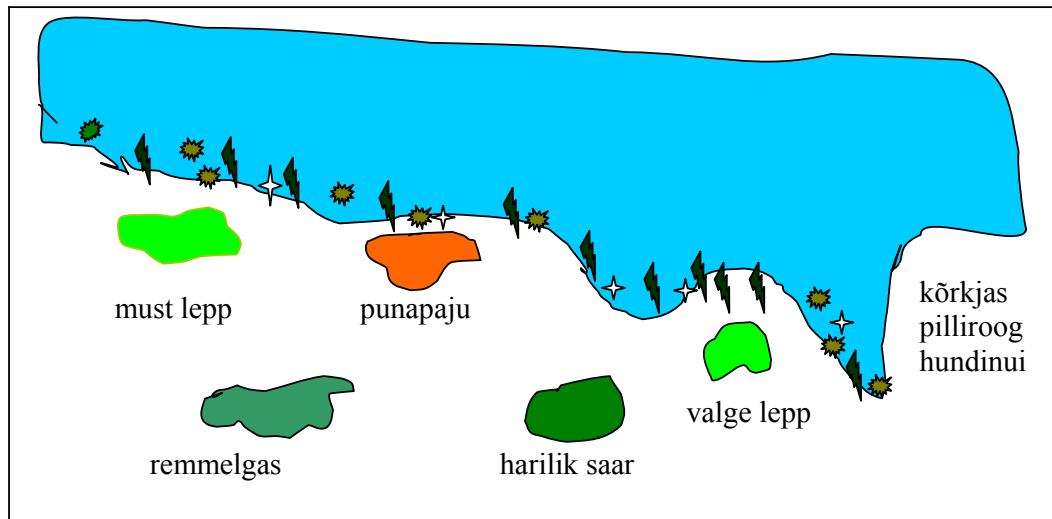 must lepp
punapaju
kõrkjas
pilliroog
hundinui
valge lepp
remmelgas
harilik saar